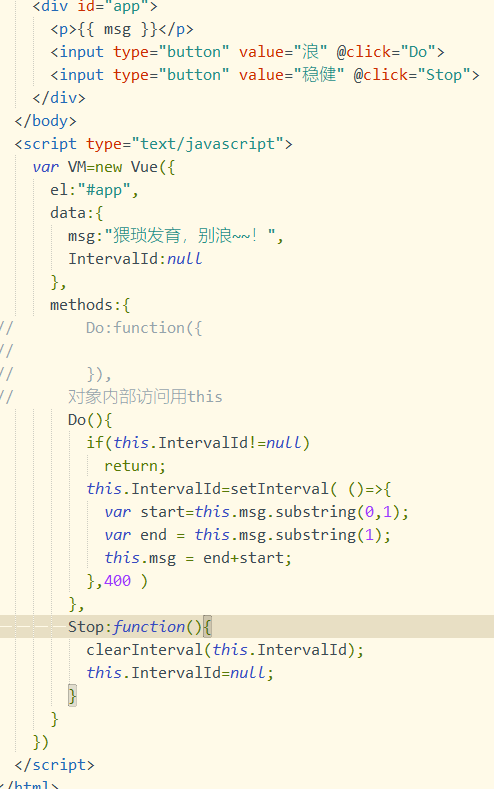 <div id="app">
<p>{{ msg }}</p>
<input type="button" value="浪" @click="Do">
<input type="button" value="稳健" @click="Stop">
</div>
</body>
<script type="text/javascript">
var VM=new Vue({
el:"#app",
data:{
msg:"猥琐发育，别浪~~！",
IntervalId:null
},
methods:{
// Do:function({
//
// }),
// 对象内部访问用this
Do(){
if(this.IntervalId!=null)
return;
this.IntervalId=setInterval( ()=>{
var start=this.msg.substring(0,1);
var end = this.msg.substring(1);
this.msg = end+start;
},400 )
},
Stop:function(){
clearInterval(this.IntervalId);
this.IntervalId=null;
}
}
})
</script>
</html>